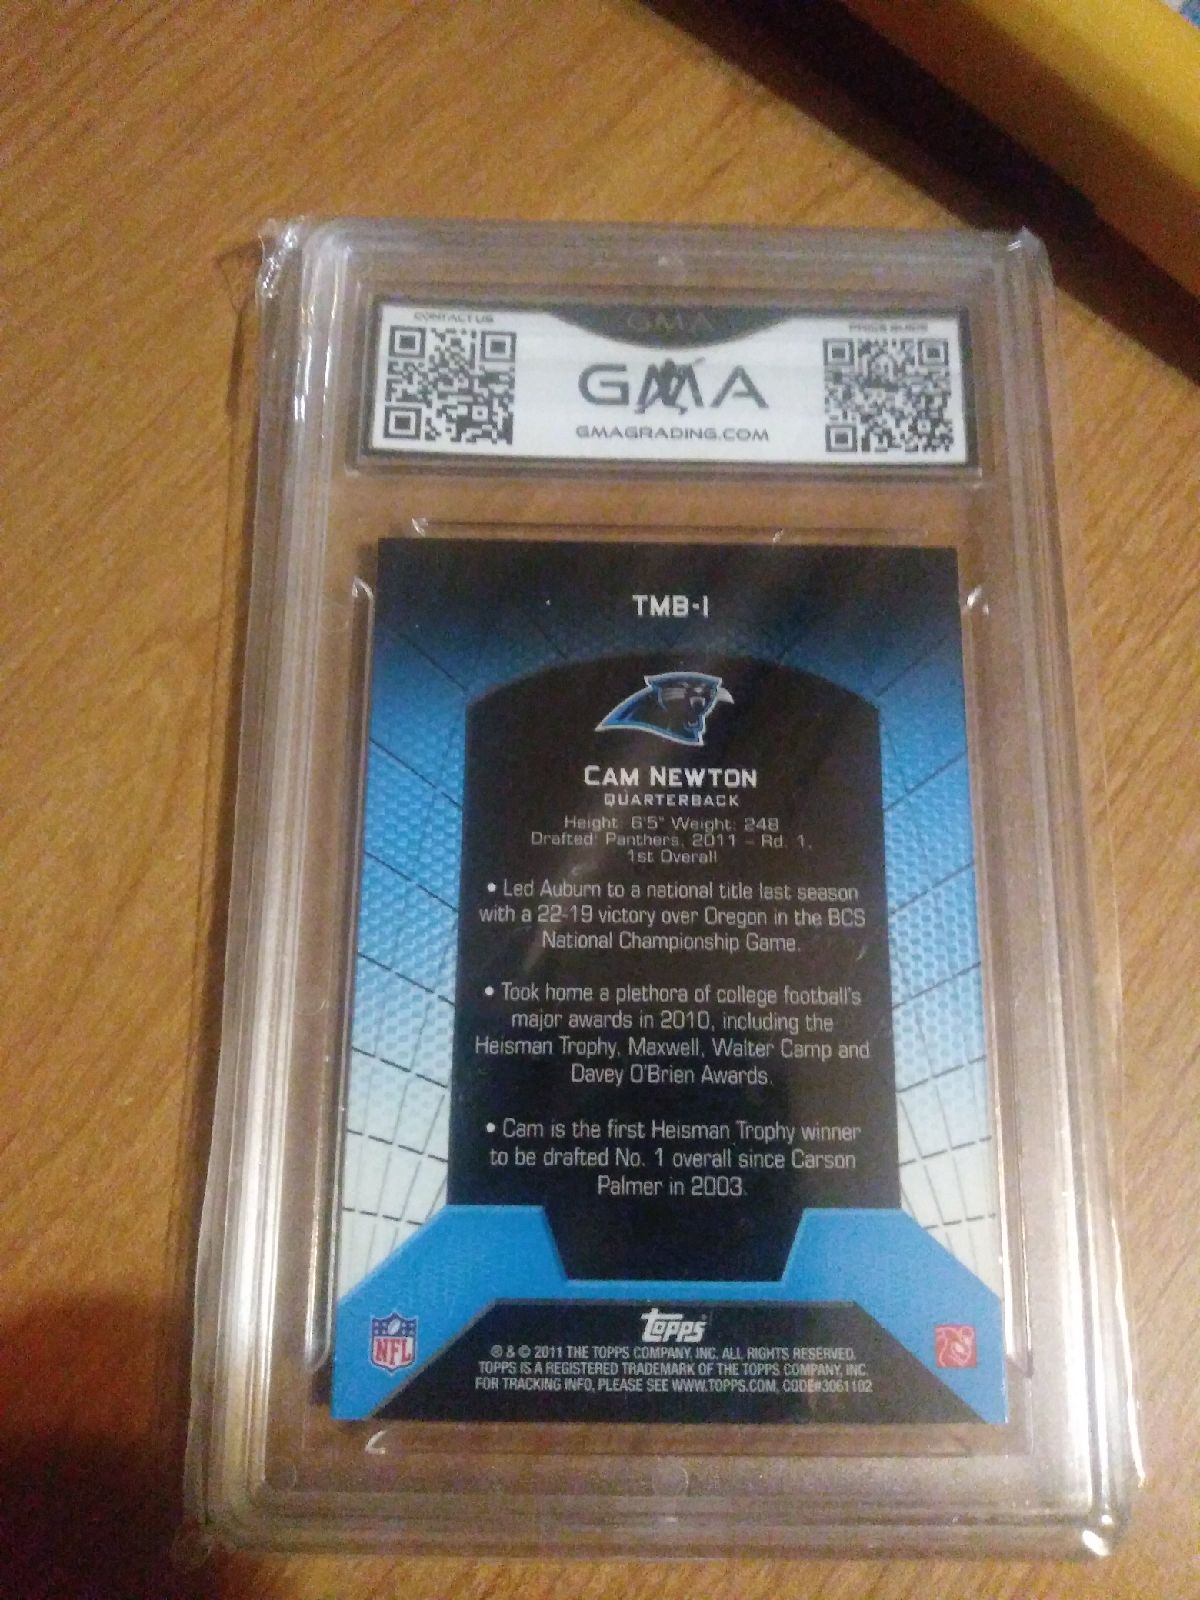 CONTACT US
GMA
PRICE GUIDE
GMA
GMAGRADING.COM
TMB-1
CAM NEWTON
QUARTERBACK
Height: 6'5" Weight: 248
Drafted: Panthers, 2011 – Rd. 1,
1st Overall
• Led Auburn to a national title last season
with a 22-19 victory over Oregon in the BCS
National Championship Game.
• Took home a plethora of college football's
major awards in 2010, including the
Heisman Trophy, Maxwell, Walter Camp and
Davey O'Brien Awards.
• Cam is the first Heisman Trophy winner
to be drafted No. 1 overall since Carson
Palmer in 2003.
NFL
Topps
® & © 2011 THE TOPPS COMPANY, INC. ALL RIGHTS RESERVED.
TOPPS IS A REGISTERED TRADEMARK OF THE TOPPS COMPANY, INC.
FOR TRACKING INFO, PLEASE SEE WWW.TOPPS.COM. CODE#3061102